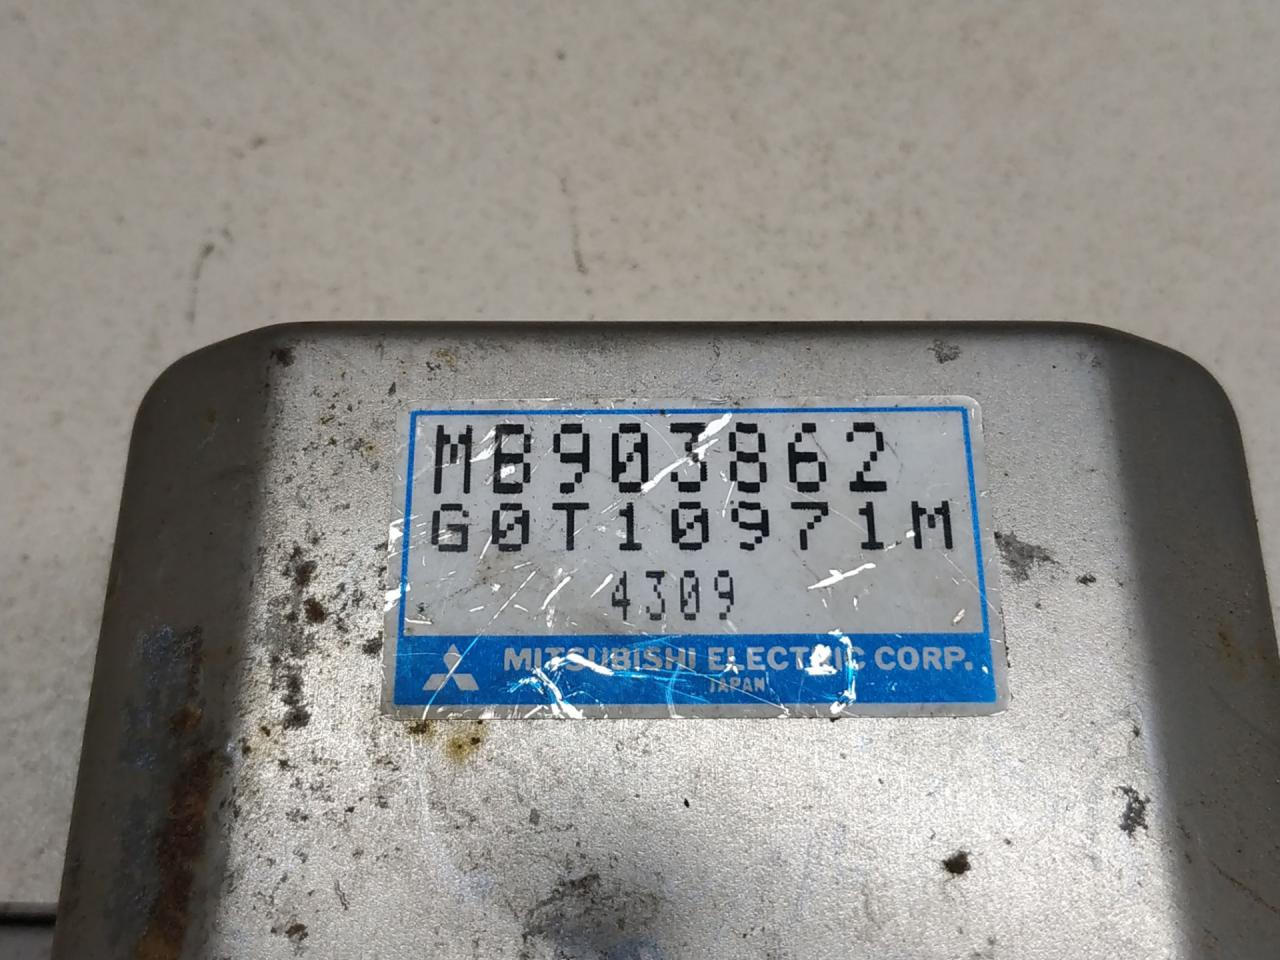 MB903862
G0T10971M
4309
MITSUBISHI ELECTRIC CORP.
JAPAN